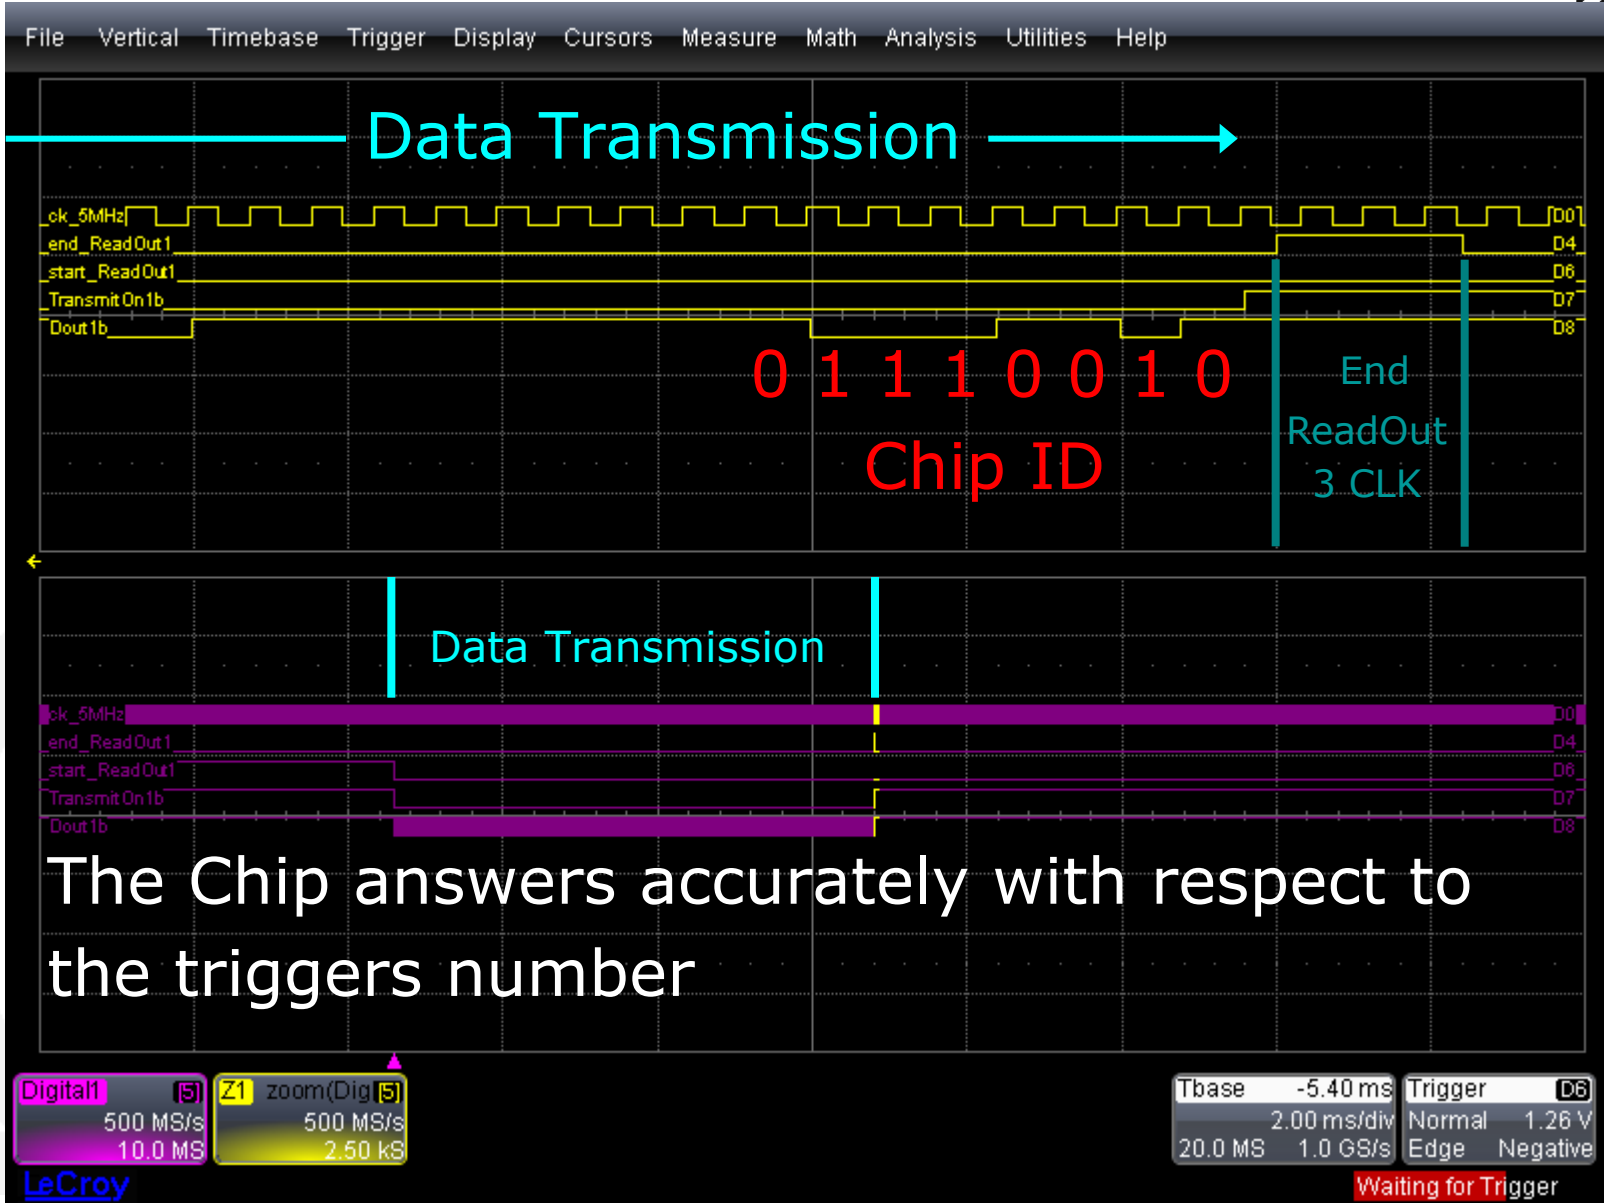 File Vertical Timebase Trigger Display Cursors Measure Math Analysis Utilities Help
Data Transmission
ck_5MHz D0
end_ReadOut1 D4
start_ReadOut1 D6
TransmitOn1b D7
Dout1b D8
0 1 1 1 0 0 1 0
Chip ID
End
ReadOut
3 CLK
Data Transmission
ck_5MHz D0
end_ReadOut1 D4
start_ReadOut1 D6
TransmitOn1b D7
Dout1b D8
The Chip answers accurately with respect to
the triggers number
Digital1 [5]
500 MS/s
10.0 MS
Z1 zoom(Dig [5]
500 MS/s
2.50 kS
Tbase -5.40 ms
2.00 ms/div
20.0 MS 1.0 GS/s
Trigger D6
Normal 1.26 V
Edge Negative
LeCroy
Waiting for Trigger